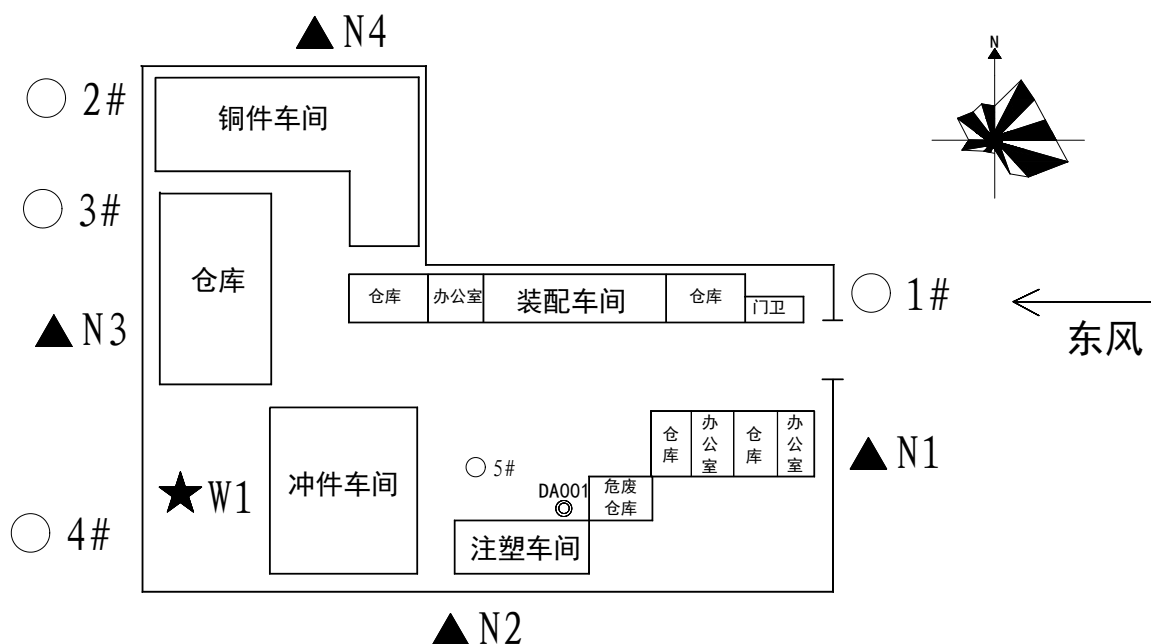 N4
N
2#
铜件车间
3#
仓库
仓库
办公室
装配车间
仓库
门卫
1#
东风
N3
仓库
办公室
仓库
办公室
N1
5#
冲件车间
W1
DA001
危废
仓库
4#
注塑车间
N2